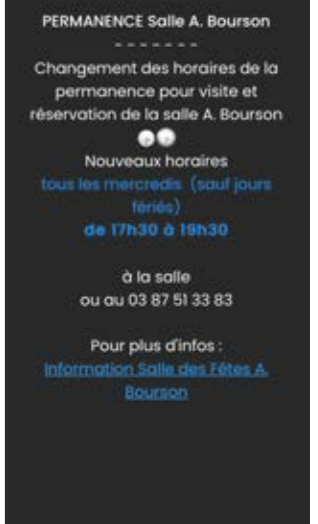 PERMANENCE Salle A. Bourson
- - - - - - -
Changement des horaires de la
permanence pour visite et
réservation de la salle A. Bourson
Nouveaux horaires
tous les mercredis (sauf jours
fériés)
de 17h30 à 19h30
à la salle
ou au 03 87 51 33 83
Pour plus d'infos :
Information Salle des Fêtes A.
Bourson